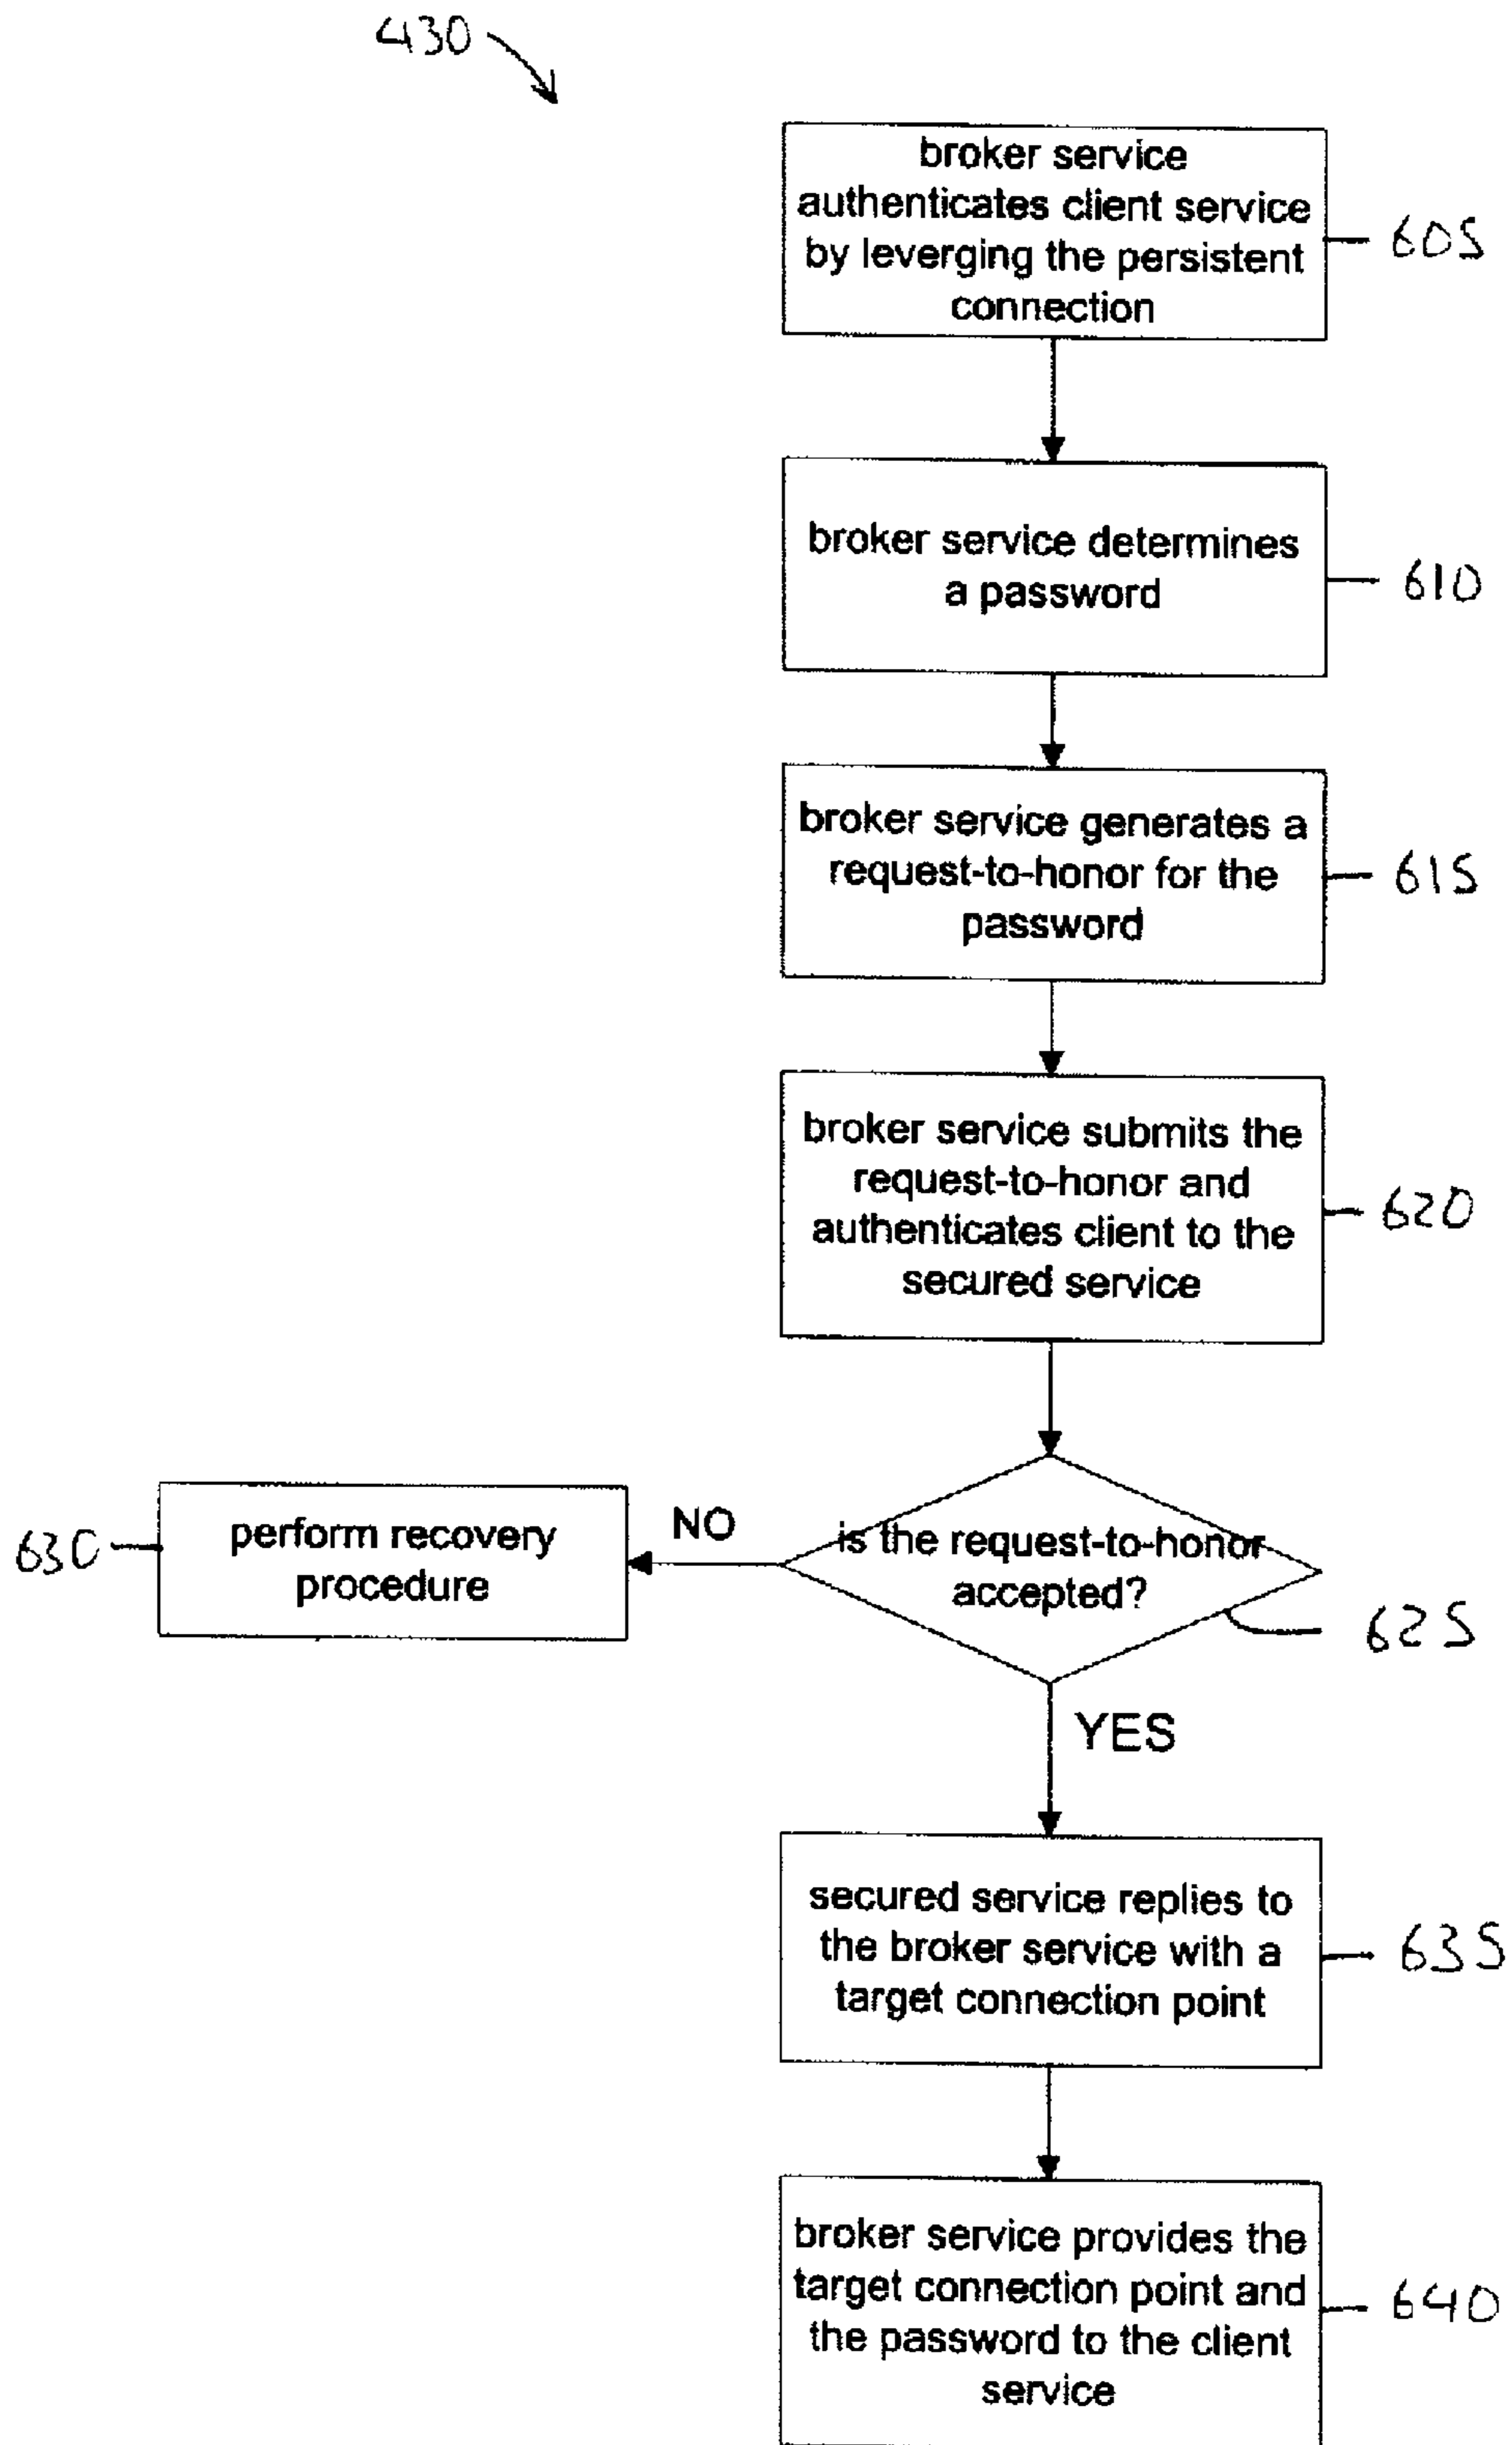 430
broker service
authenticates client service
by leverging the persistent
connection
605
broker service determines
a password
610
broker service generates a
request-to-honor for the
password
615
broker service submits the
request-to-honor and
authenticates client to the
secured service
620
is the request-to-honor
accepted?
625
NO
perform recovery
procedure
630
YES
secured service replies to
the broker service with a
target connection point
635
broker service provides the
target connection point and
the password to the client
service
640